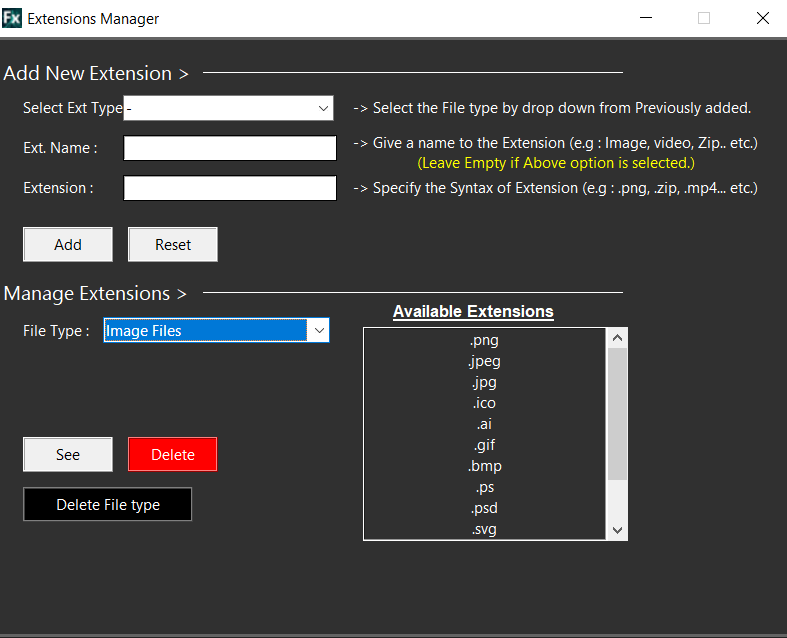 Fx Extensions Manager
Add New Extension >
Select Ext Type - -> Select the File type by drop down from Previously added.
Ext. Name : -> Give a name to the Extension (e.g : Image, video, Zip.. etc.)
(Leave Empty if Above option is selected.)
Extension : -> Specify the Syntax of Extension (e.g : .png, .zip, .mp4... etc.)
Add Reset
Manage Extensions >
Available Extensions
File Type : Image Files
.png
.jpeg
.jpg
.ico
.ai
.gif
.bmp
.ps
.psd
.svg
See Delete
Delete File type